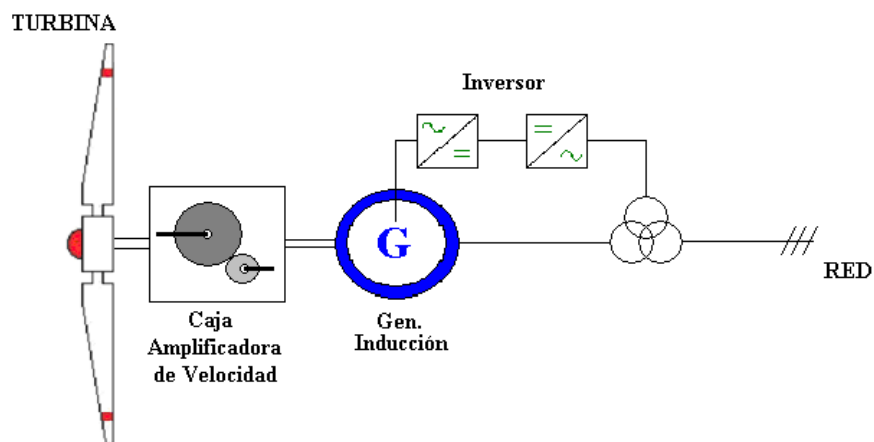 TURBINA
Inversor
G
RED
Caja
Amplificadora
de Velocidad
Gen.
Inducción